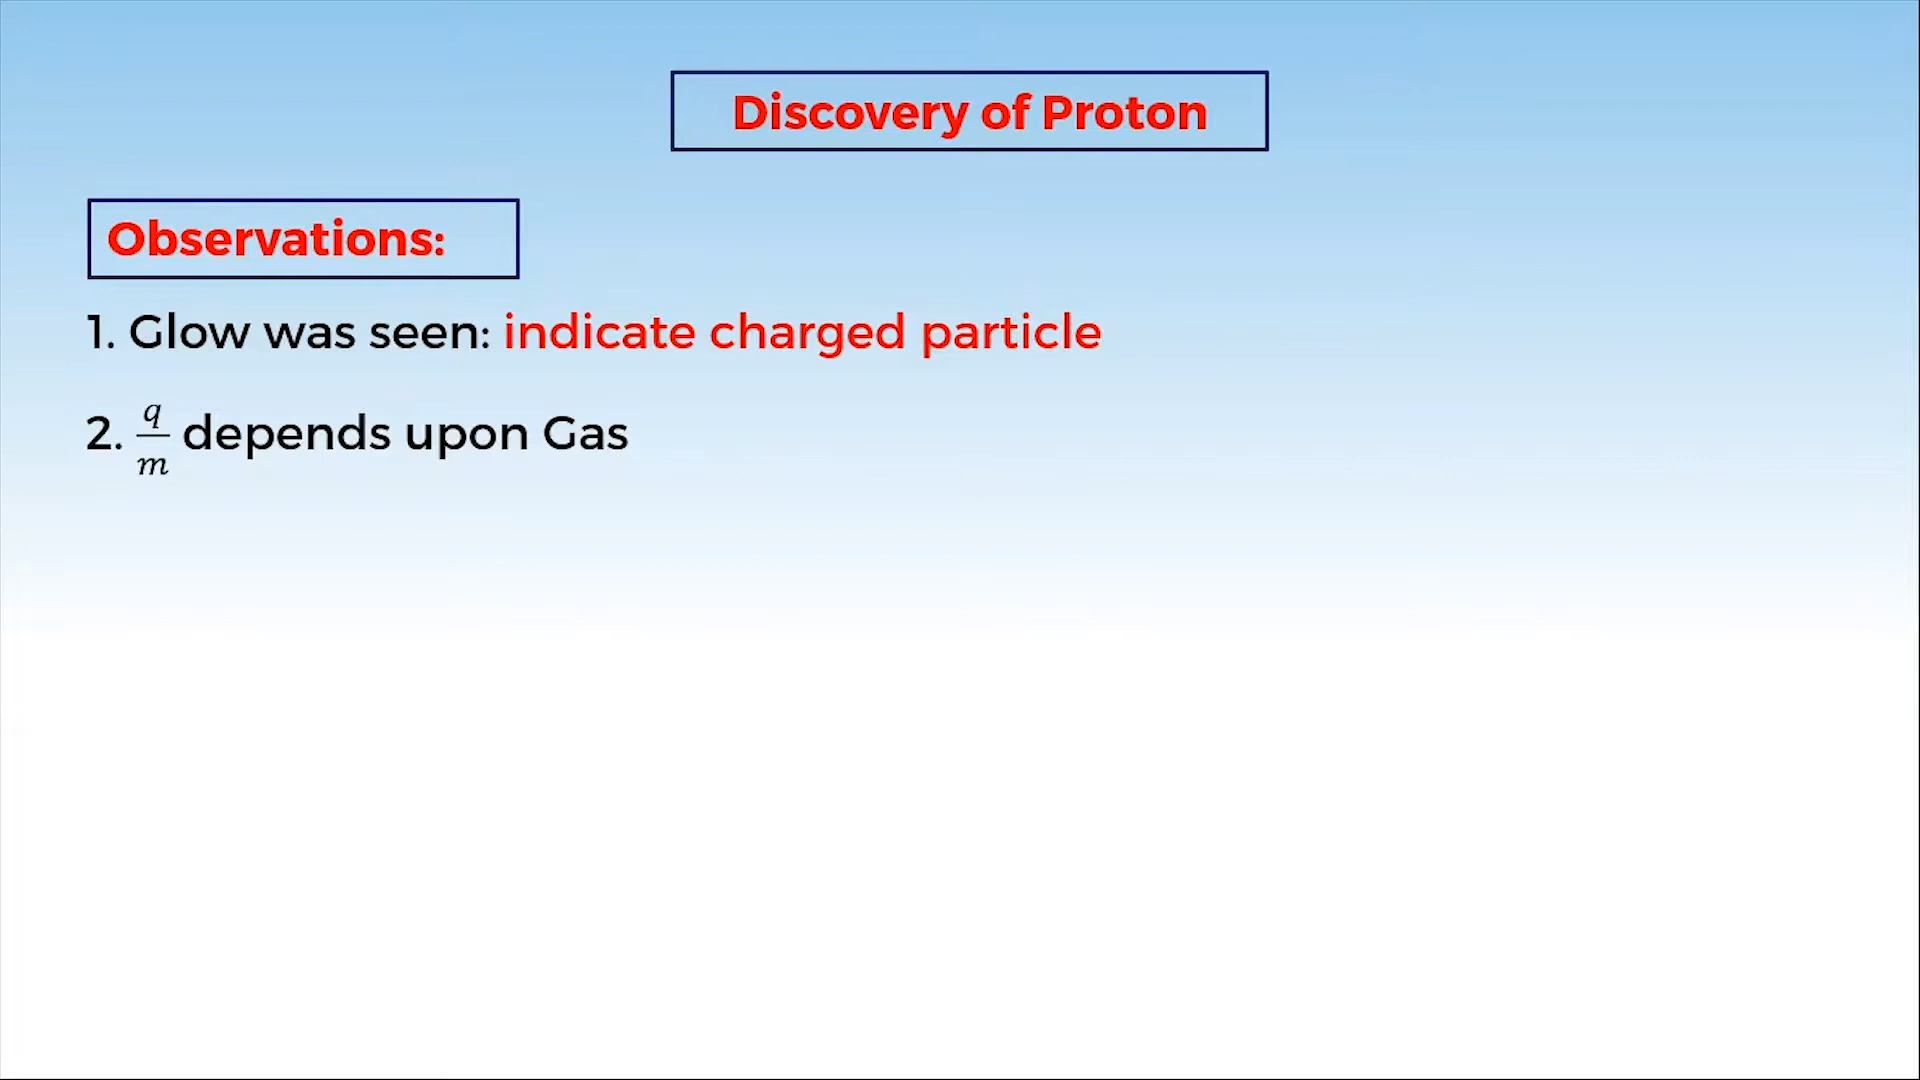 Discovery of Proton
Observations:
1. Glow was seen: indicate charged particle
2. q/m depends upon Gas